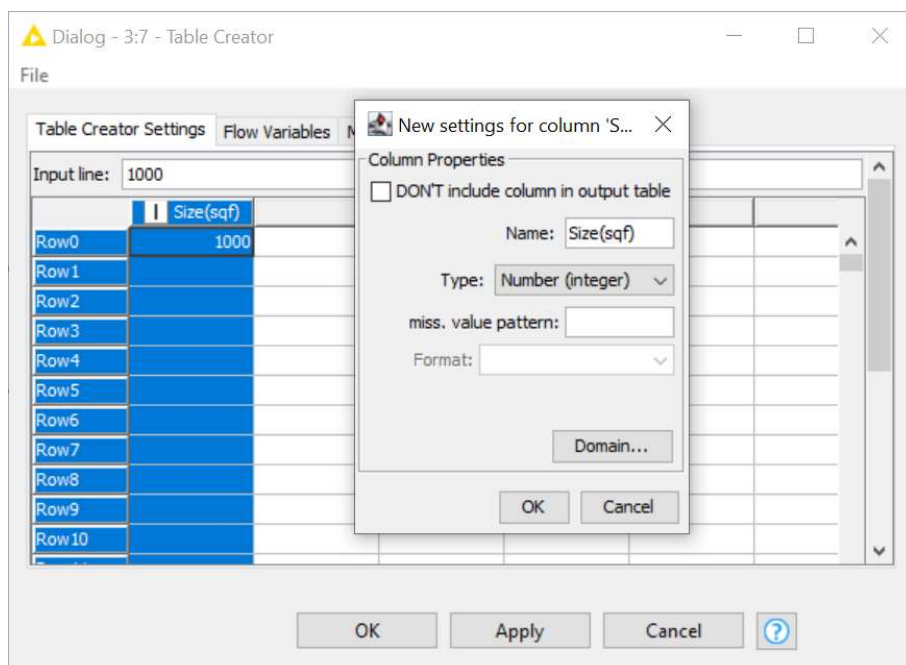 Dialog - 3:7 - Table Creator
File
Table Creator Settings Flow Variables
Input line: 1000
I Size(sqf)
Row0 1000
Row1
Row2
Row3
Row4
Row5
Row6
Row7
Row8
Row9
Row10
New settings for column 'S...
Column Properties
DON'T include column in output table
Name: Size(sqf)
Type: Number (integer)
miss. value pattern:
Format:
Domain...
OK Cancel
OK Apply Cancel ?